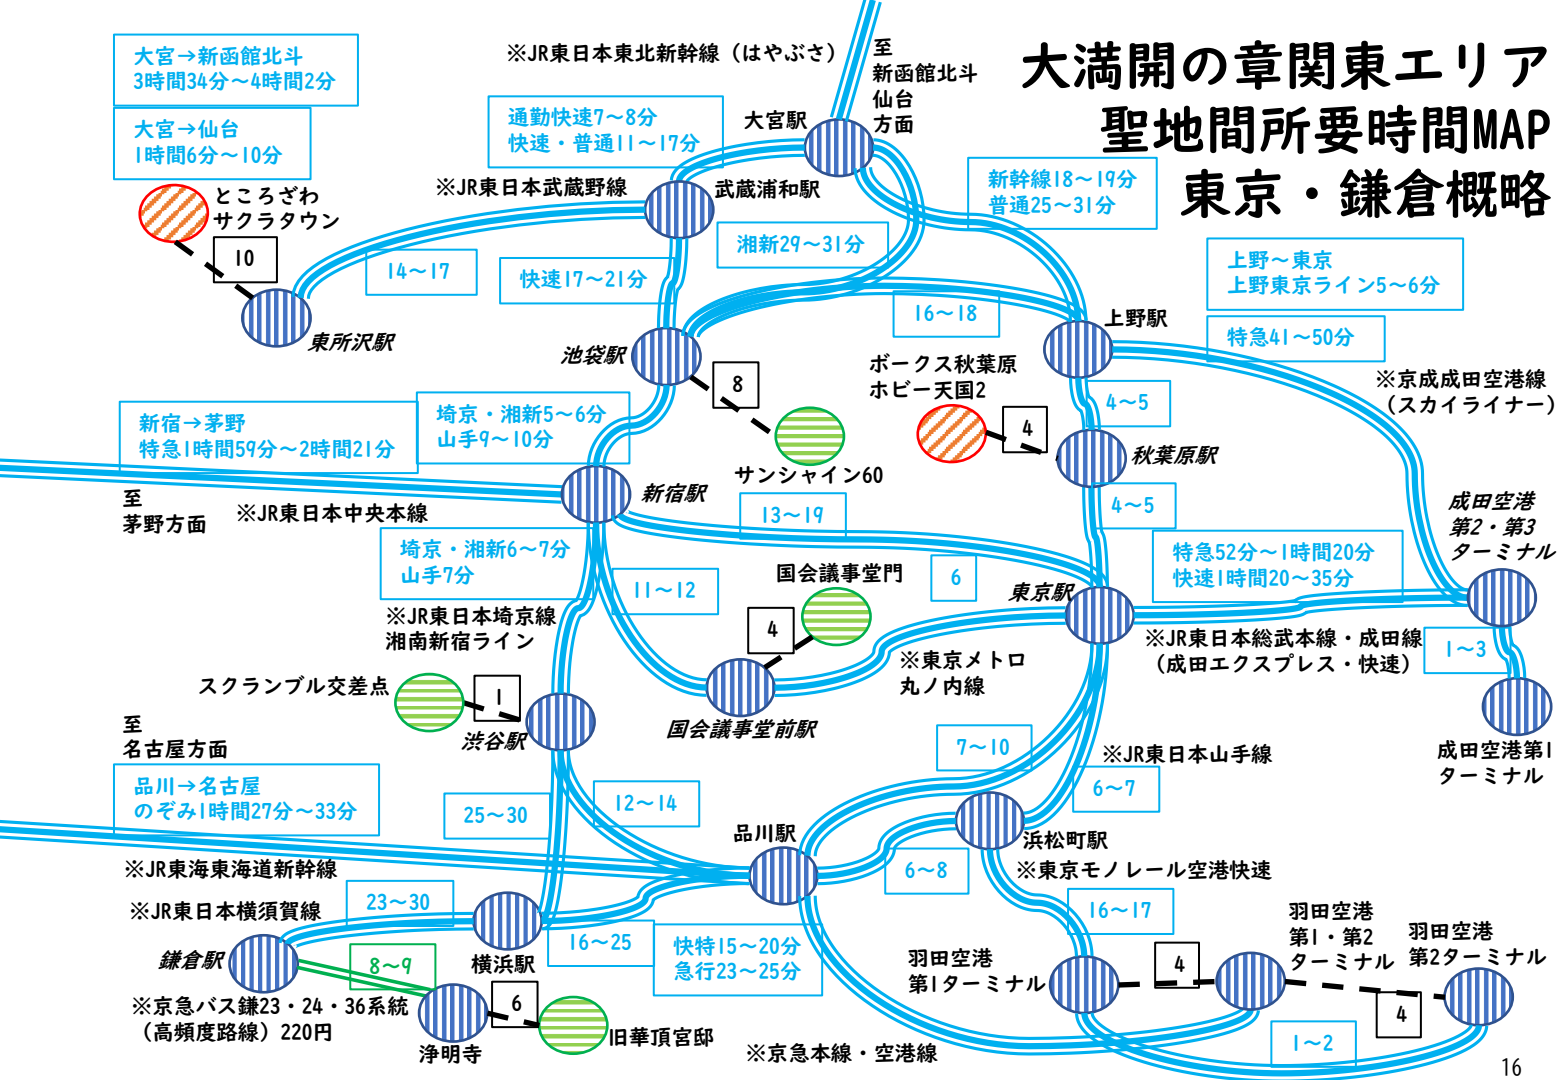 大満開の章関東エリア
聖地間所要時間MAP
東京・鎌倉概略
大宮→新函館北斗
3時間34分～4時間2分
大宮→仙台
1時間6分～10分
※JR東日本東北新幹線（はやぶさ）
至
新函館北斗
仙台
方面
大宮駅
通勤快速7～8分
快速・普通11～17分
※JR東日本武蔵野線
武蔵浦和駅
新幹線18～19分
普通25～31分
ところざわ
サクラタウン
10
14～17
快速17～21分
湘新29～31分
16～18
上野～東京
上野東京ライン5～6分
特急41～50分
東所沢駅
池袋駅
上野駅
8
ボークス秋葉原
ホビー天国2
4
4～5
※京成成田空港線
（スカイライナー）
新宿→茅野
特急1時間59分～2時間21分
埼京・湘新5～6分
山手9～10分
サンシャイン60
秋葉原駅
至
茅野方面
※JR東日本中央本線
新宿駅
13～19
4～5
成田空港
第2・第3
ターミナル
埼京・湘新6～7分
山手7分
11～12
国会議事堂門
6
東京駅
特急52分～1時間20分
快速1時間20～35分
※JR東日本埼京線
湘南新宿ライン
4
※東京メトロ
丸ノ内線
※JR東日本総武本線・成田線
（成田エクスプレス・快速）
1～3
スクランブル交差点
1
渋谷駅
国会議事堂前駅
成田空港第1
ターミナル
至
名古屋方面
品川→名古屋
のぞみ1時間27分～33分
7～10
※JR東日本山手線
6～7
25～30
12～14
品川駅
浜松町駅
※JR東海東海道新幹線
6～8
※東京モノレール空港快速
※JR東日本横須賀線
23～30
16～25
快特15～20分
急行23～25分
16～17
鎌倉駅
8～9
横浜駅
羽田空港
第1ターミナル
4
羽田空港
第1・第2
ターミナル
羽田空港
第2ターミナル
4
※京急バス鎌23・24・36系統
（高頻度路線）220円
浄明寺
6
旧華頂宮邸
※京急本線・空港線
1～2
16